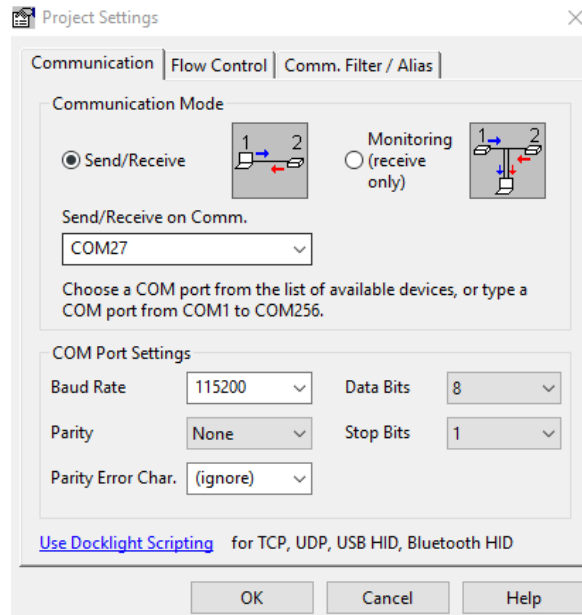 Project Settings
Communication
Flow Control
Comm. Filter / Alias
Communication Mode
Send/Receive
1 2
Monitoring
(receive
only)
1 2
Send/Receive on Comm.
COM27
Choose a COM port from the list of available devices, or type a
COM port from COM1 to COM256.
COM Port Settings
Baud Rate 115200 Data Bits 8
Parity None Stop Bits 1
Parity Error Char. (ignore)
Use Docklight Scripting for TCP, UDP, USB HID, Bluetooth HID
OK Cancel Help